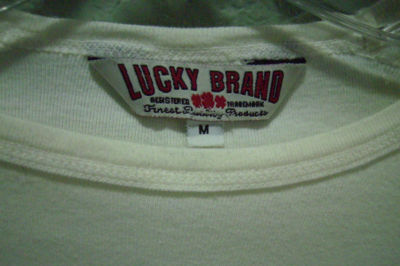 LUCKY BRAND
REGISTERED TRADEMARK
Finest Quality Products
M